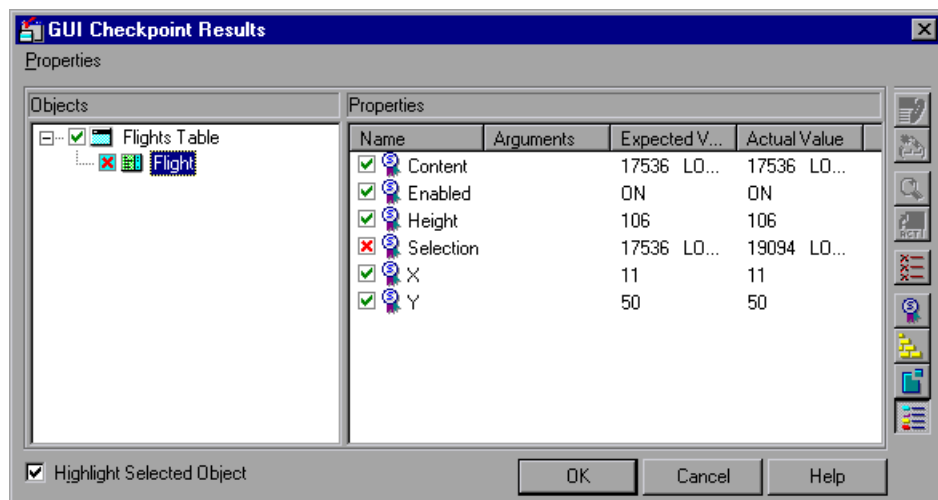 GUI Checkpoint Results
Properties
Objects
Properties
Flights Table
Flight
Name Arguments Expected V... Actual Value
Content 17536 LO... 17536 LO...
Enabled ON ON
Height 106 106
Selection 17536 LO... 19094 LO...
X 11 11
Y 50 50
Highlight Selected Object
OK Cancel Help